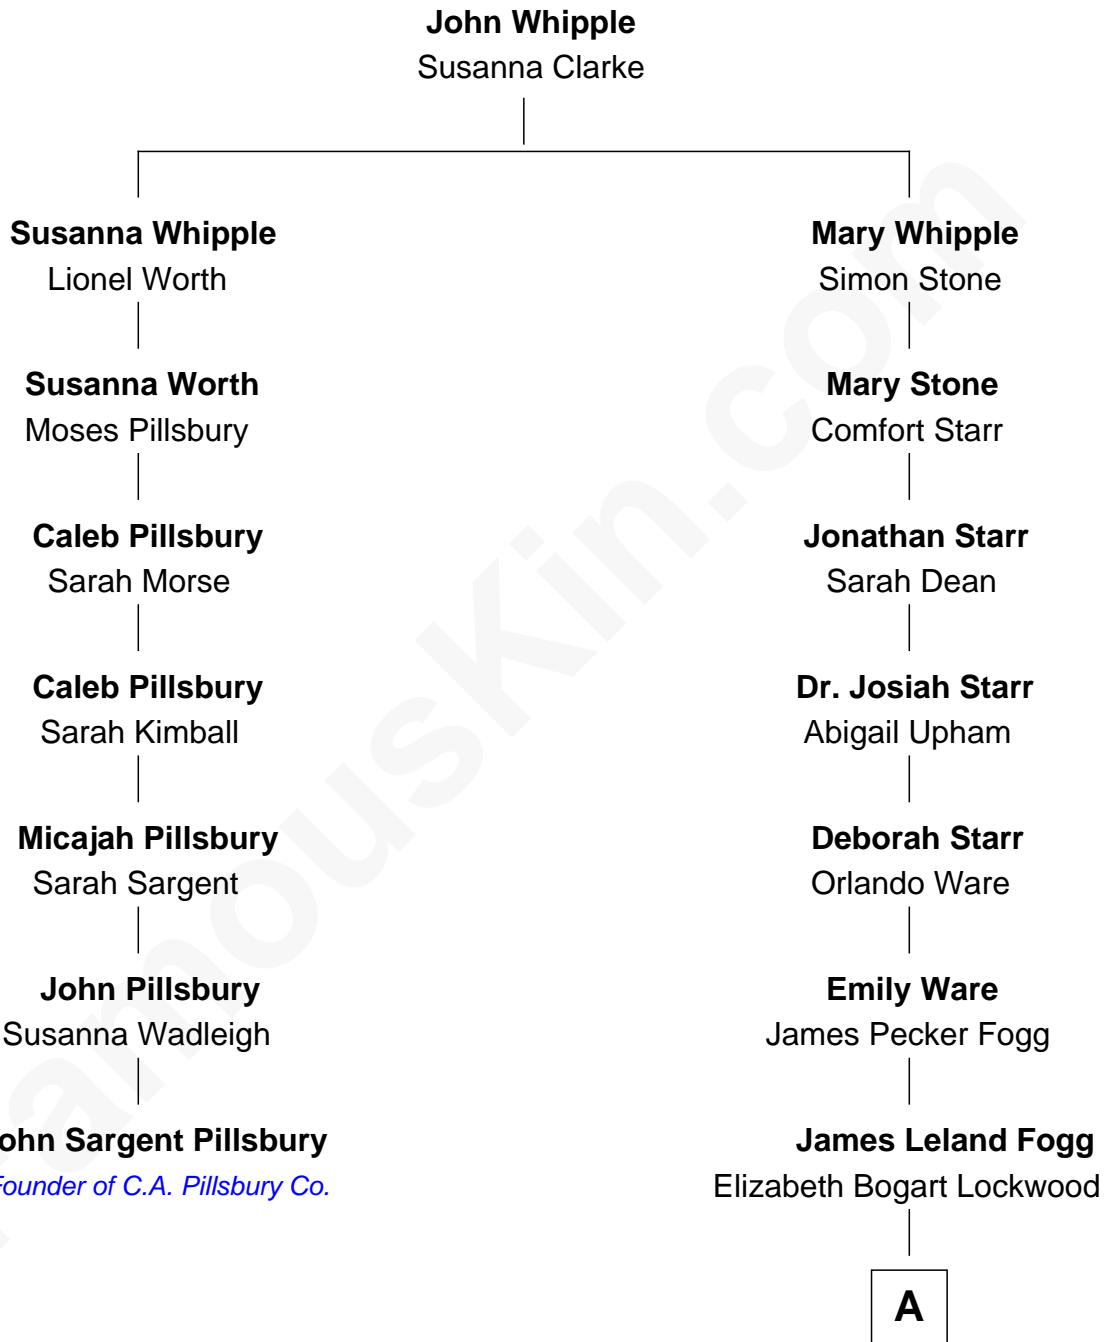 John Whipple
Susanna Clarke
Susanna Whipple
Lionel Worth
Mary Whipple
Simon Stone
Susanna Worth
Moses Pillsbury
Mary Stone
Comfort Starr
Caleb Pillsbury
Sarah Morse
Jonathan Starr
Sarah Dean
Caleb Pillsbury
Sarah Kimball
Dr. Josiah Starr
Abigail Upham
Micajah Pillsbury
Sarah Sargent
Deborah Starr
Orlando Ware
John Pillsbury
Susanna Wadleigh
Emily Ware
James Pecker Fogg
ohn Sargent Pillsbury
Founder of C.A. Pillsbury Co.
James Leland Fogg
Elizabeth Bogart Lockwood
A
FamousKin.com